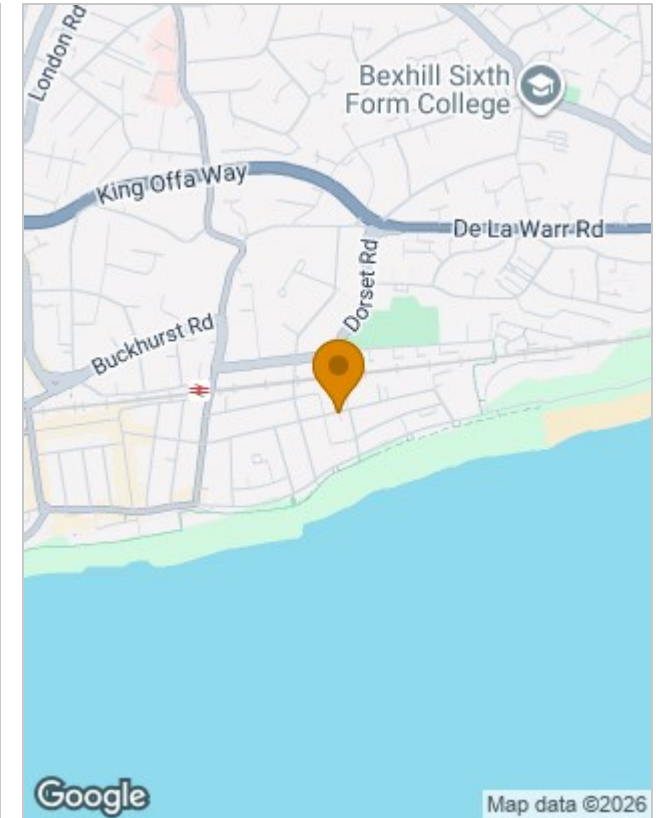 London Rd
Bexhill Sixth
Form College
King Offa Way
De La Warr Rd
Dorset Rd
Buckhurst Rd
Google
Map data ©2026